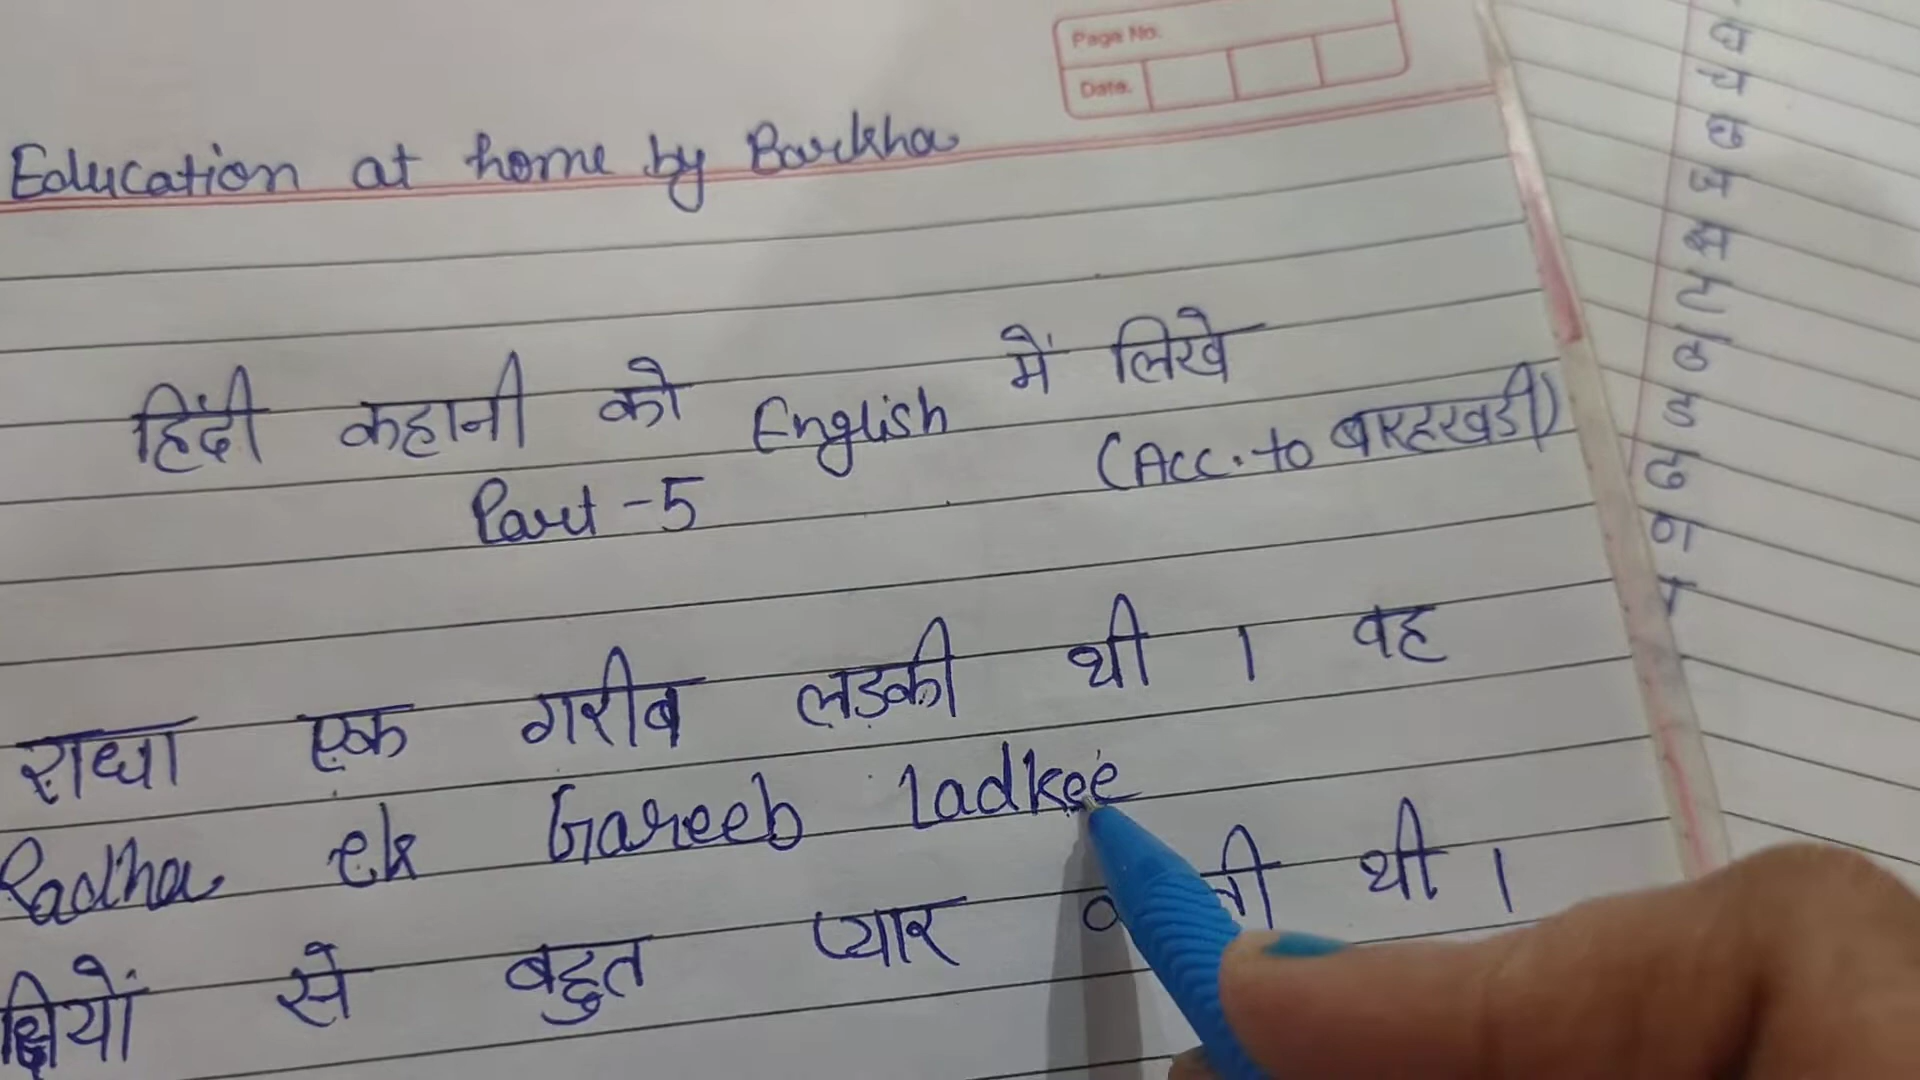 Page No.
Date.
Education at home by Barkha
हिंदी कहानी को English में लिखे
Part - 5 (Acc. to बारहखडी)
राधा एक गरीब लड़की थी । वह
Radha ek Gareeb ladkee
से बहुत प्यार थी ।
घ
च
छ
ज
झ
ट
ठ
ड
ढ
ण